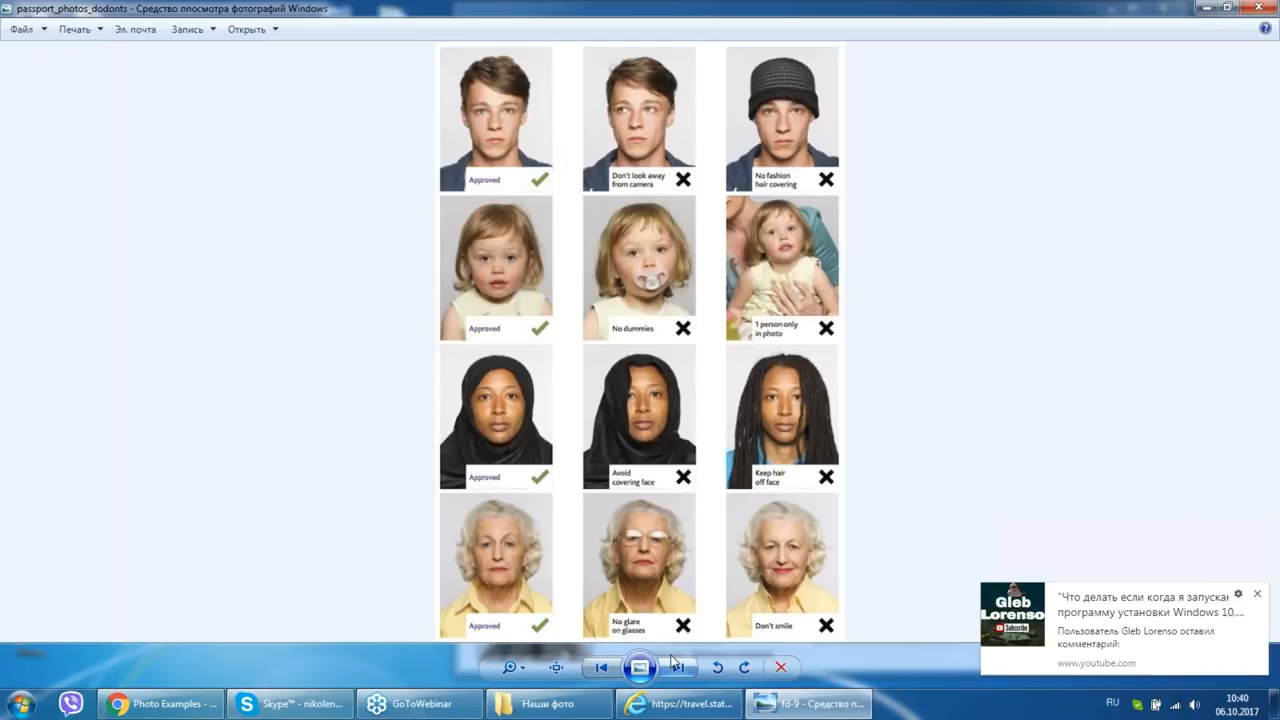 passport_photos_dodonts - Средство ппосмотра фотографий Windows
Файл
Печать
Эл. почта
Запись
Открыть
Approved
Don't look away
from camera
No fashion
hair covering
Approved
No dummies
1 person only
in photo
Approved
Avoid
covering face
Keep hair
off face
Approved
No glare
on glasses
Don't smile
Gleb
Lorenso
Subscribe
"Что делать если когда я запускаю
программу установки Windows 10,...
Пользователь Gleb Lorenso оставил
комментарий:
www.youtube.com
Photo Examples - ...
Skype™ - nikolen...
GoToWebinar
Наши фото
https://travel.stat...
fd-9 - Средство п...
RU
10:40
06.10.2017